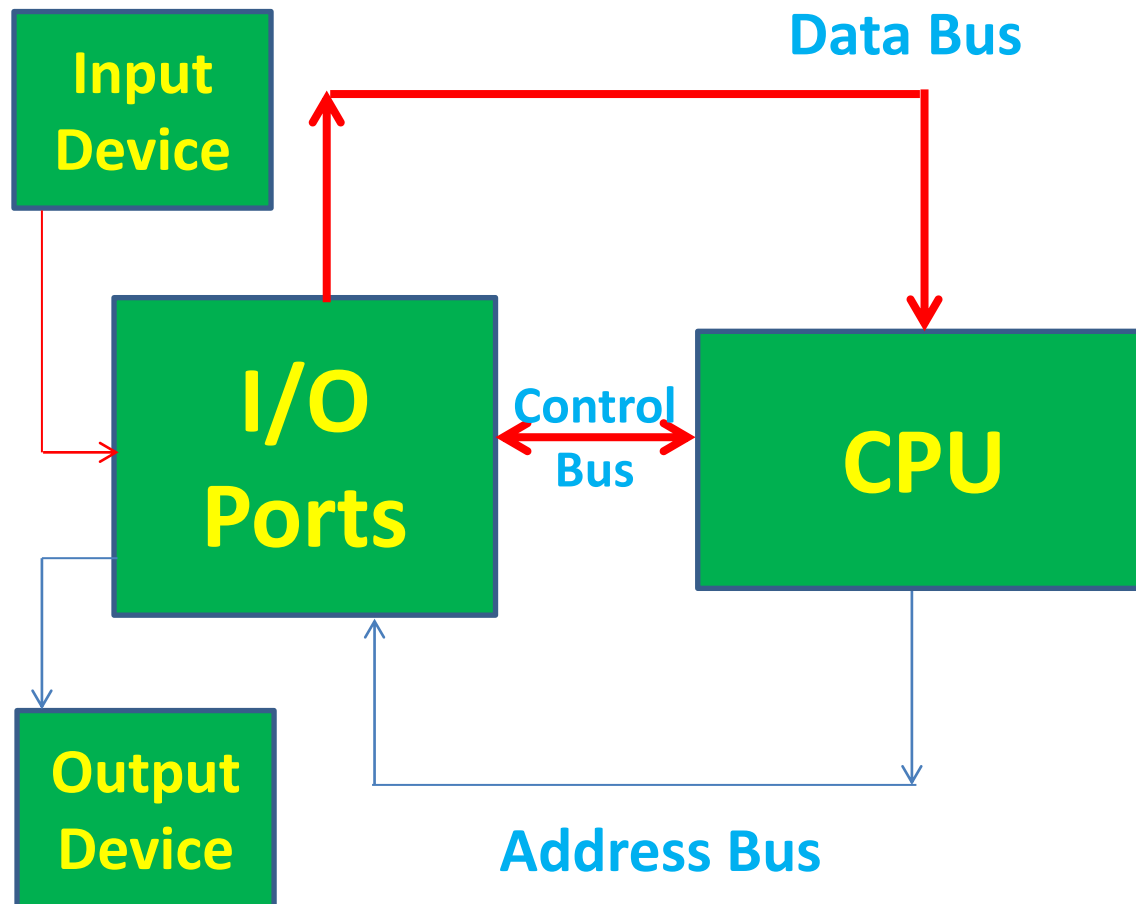 Input
Device
Data Bus
I/O
Ports
Control
Bus
CPU
Output
Device
Address Bus